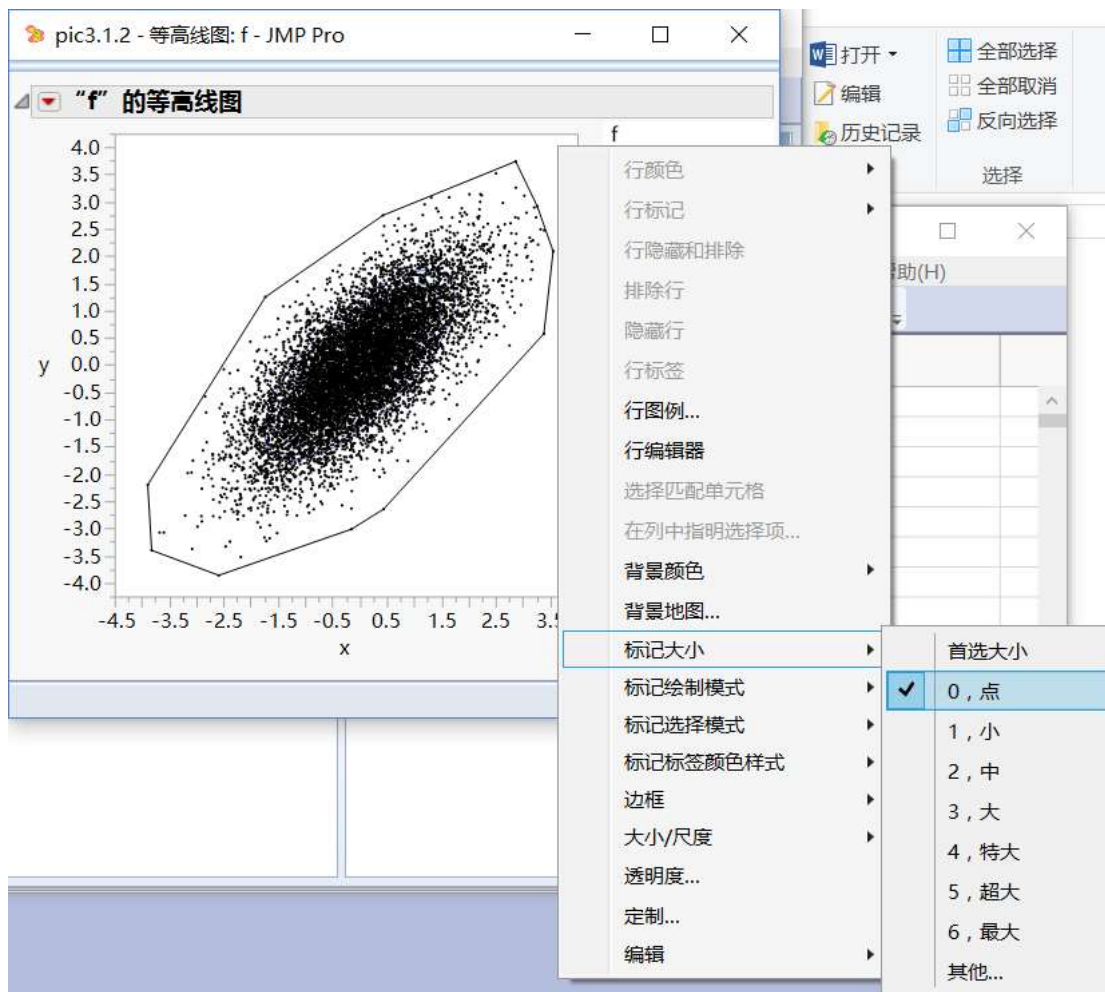 pic3.1.2 - 等高线图: f - JMP Pro
“f” 的等高线图
4.0
3.5
3.0
2.5
2.0
1.5
1.0
0.5
0.0
-0.5
-1.0
-1.5
-2.0
-2.5
-3.0
-3.5
-4.0
y
-4.5 -3.5 -2.5 -1.5 -0.5 0.5 1.5 2.5
x
f
打开
编辑
历史记录
全部选择
全部取消
反向选择
选择
(H)
行颜色
行标记
行隐藏和排除
排除行
隐藏行
行标签
行图例...
行编辑器
选择匹配单元格
在列中指明选择项...
背景颜色
背景地图...
标记大小
标记绘制模式
标记选择模式
标记标签颜色样式
边框
大小/尺度
透明度...
定制...
编辑
首选大小
0，点
1，小
2，中
3，大
4，特大
5，超大
6，最大
其他...